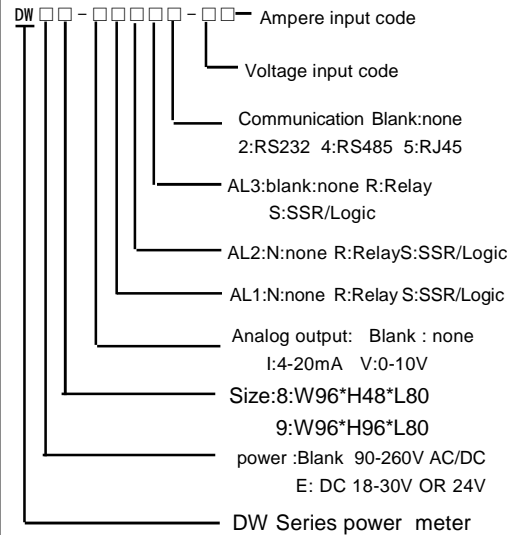 DW□□-□□□□□-□□ Ampere input code
Voltage input code
Communication Blank:none
2:RS232 4:RS485 5:RJ45
AL3:blank:none R:Relay
S:SSR/Logic
AL2:N:none R:RelayS:SSR/Logic
AL1:N:none R:Relay S:SSR/Logic
Analog output: Blank : none
I:4-20mA V:0-10V
Size:8:W96*H48*L80
9:W96*H96*L80
power :Blank 90-260V AC/DC
E: DC 18-30V OR 24V
DW Series power meter